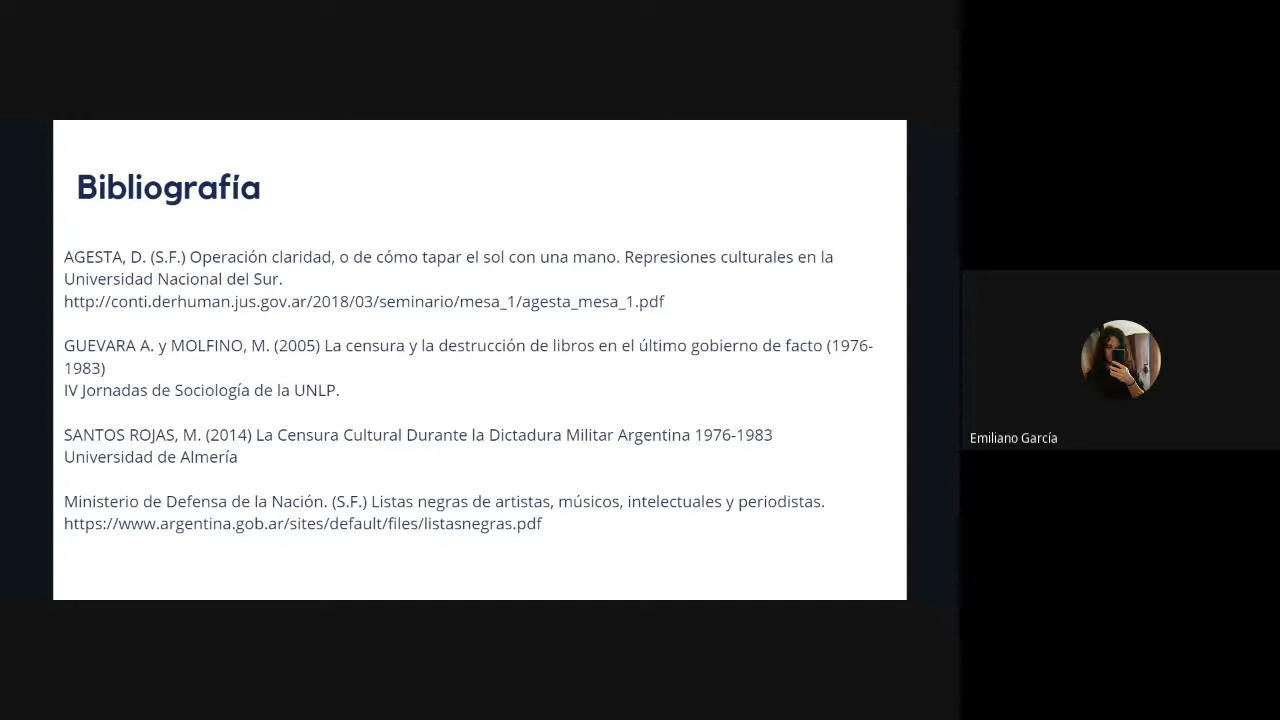 Bibliografía
AGESTA, D. (S.F.) Operación claridad, o de cómo tapar el sol con una mano. Represiones culturales en la
Universidad Nacional del Sur.
http://conti.derhuman.jus.gov.ar/2018/03/seminario/mesa_1/agesta_mesa_1.pdf
GUEVARA A. y MOLFINO, M. (2005) La censura y la destrucción de libros en el último gobierno de facto (1976-
1983)
IV Jornadas de Sociología de la UNLP.
SANTOS ROJAS, M. (2014) La Censura Cultural Durante la Dictadura Militar Argentina 1976-1983
Universidad de Almería
Ministerio de Defensa de la Nación. (S.F.) Listas negras de artistas, músicos, intelectuales y periodistas.
https://www.argentina.gob.ar/sites/default/files/listasnegras.pdf
Emiliano García